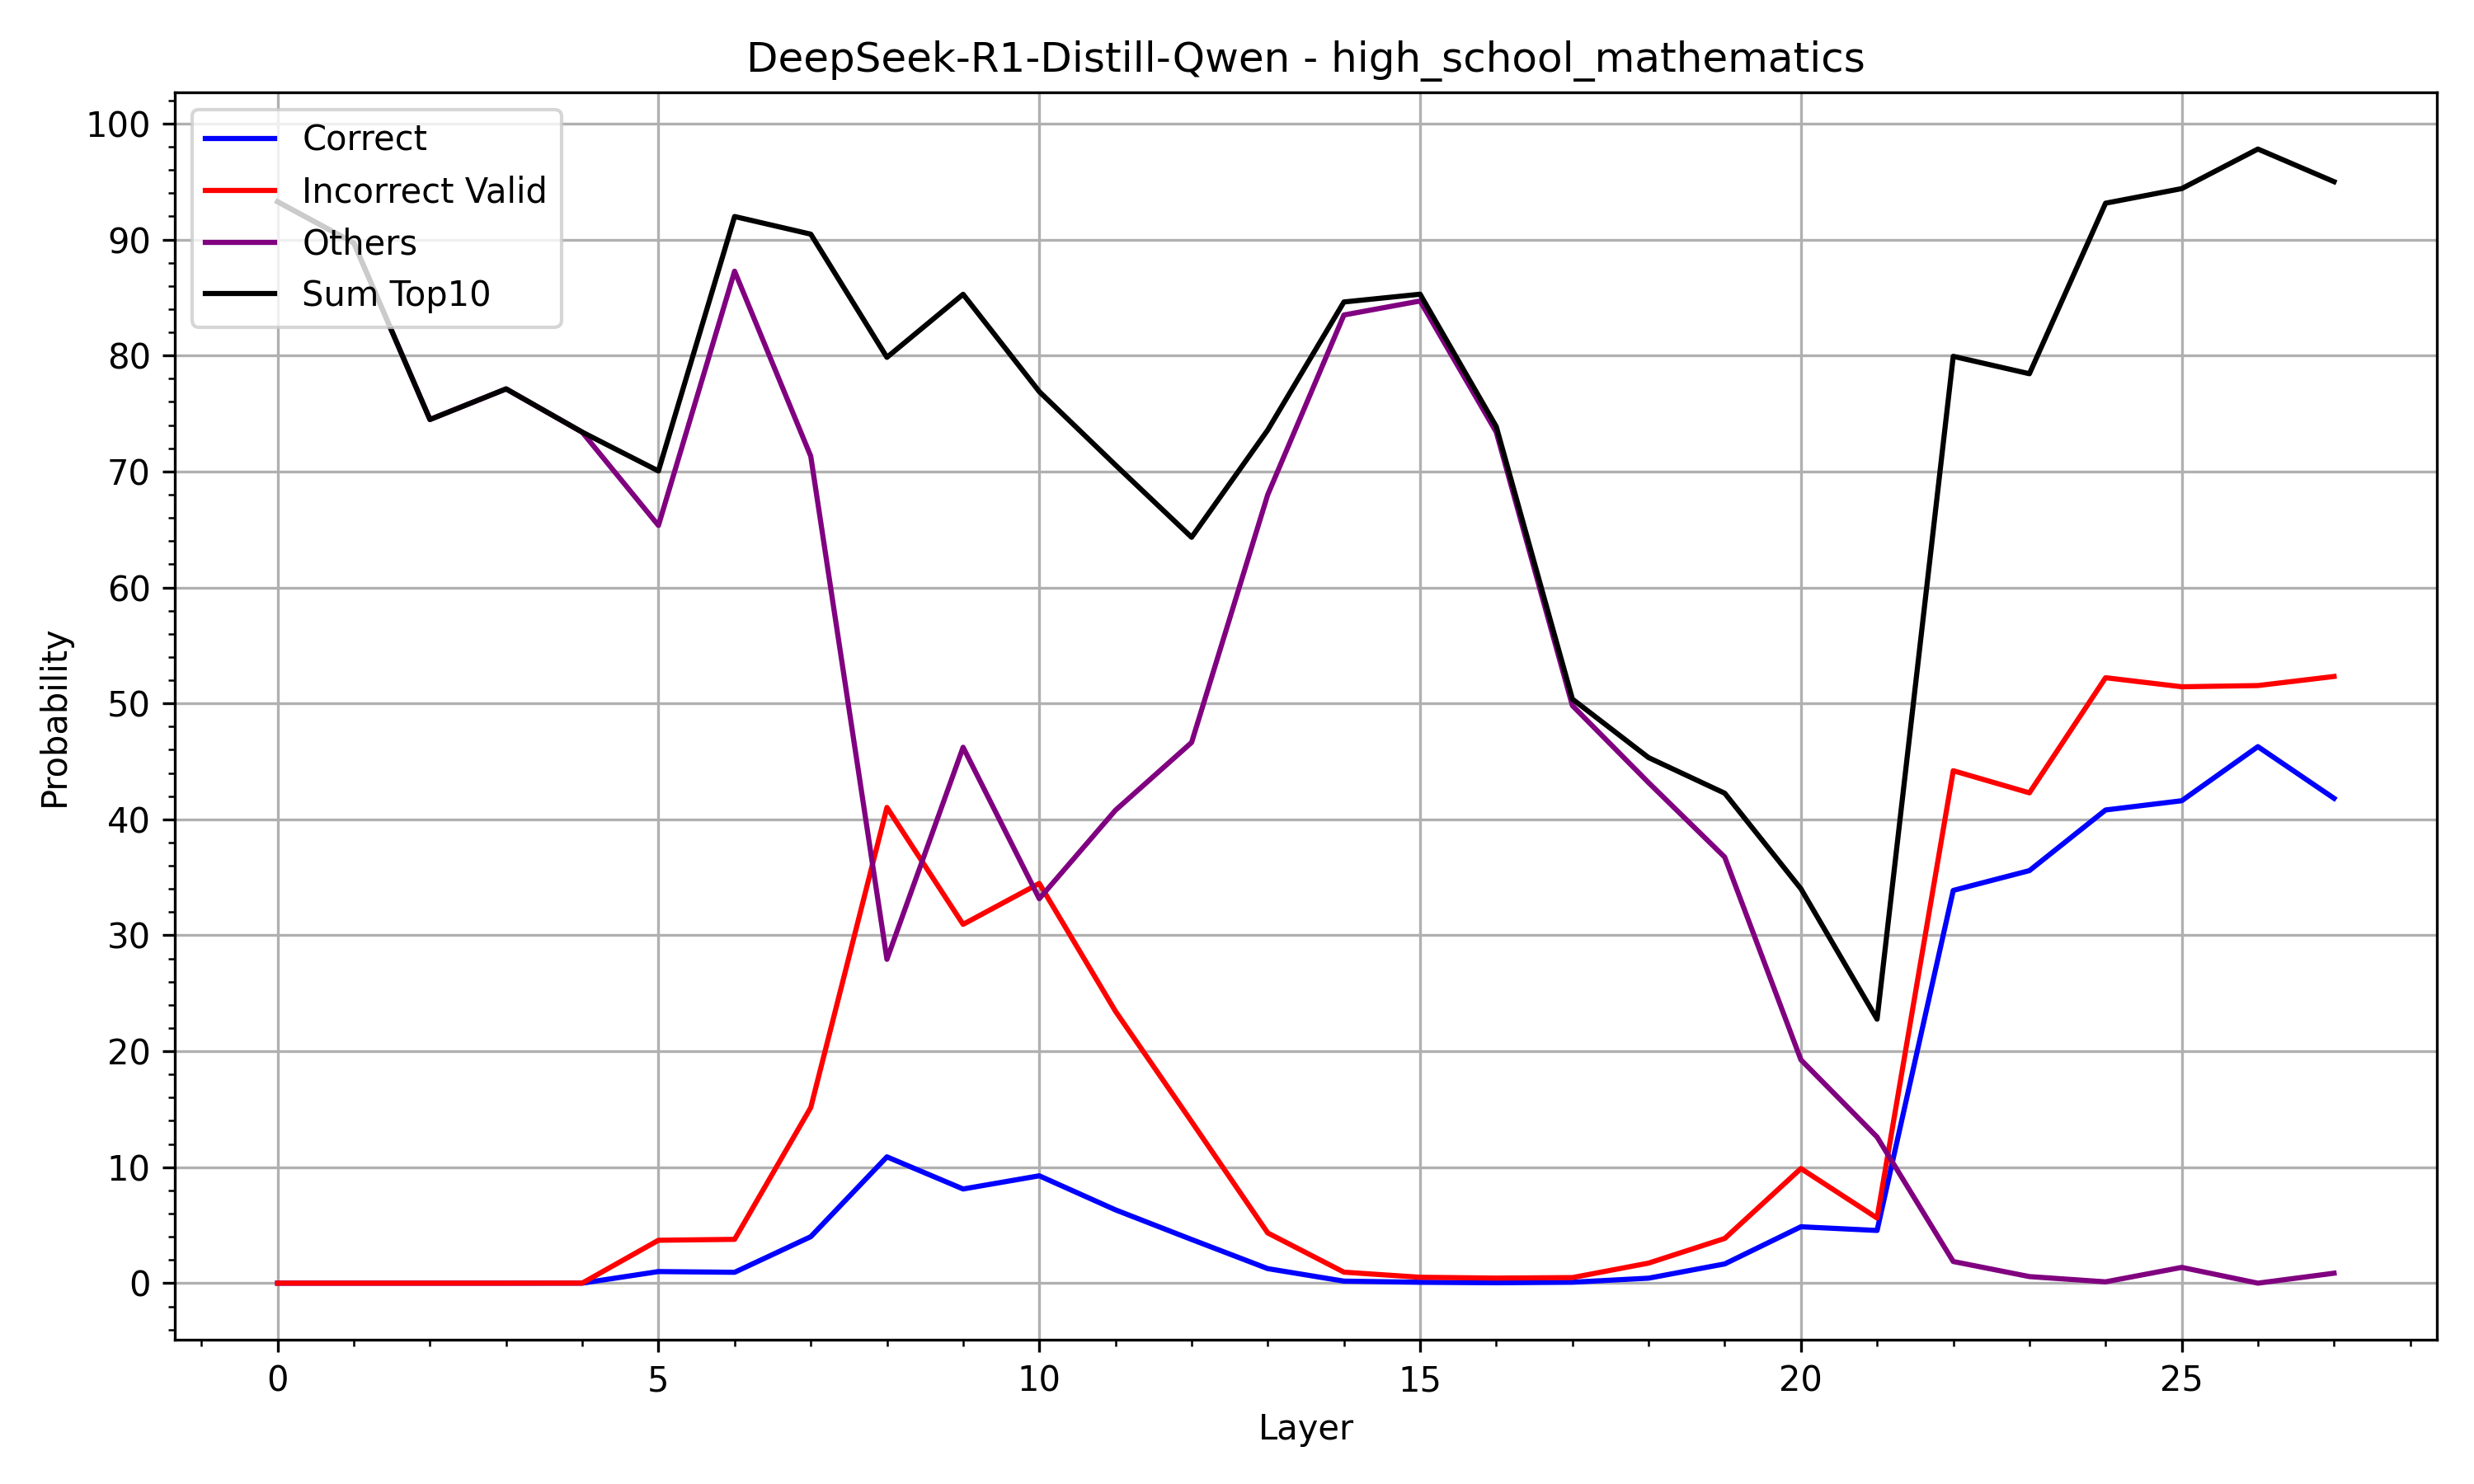 DeepSeek-R1-Distill-Qwen - high_school_mathematics
Correct
Incorrect Valid
Others
Sum Top10
100
90
80
70
60
50
40
30
20
10
0
Probability
0 5 10 15 20 25
Layer